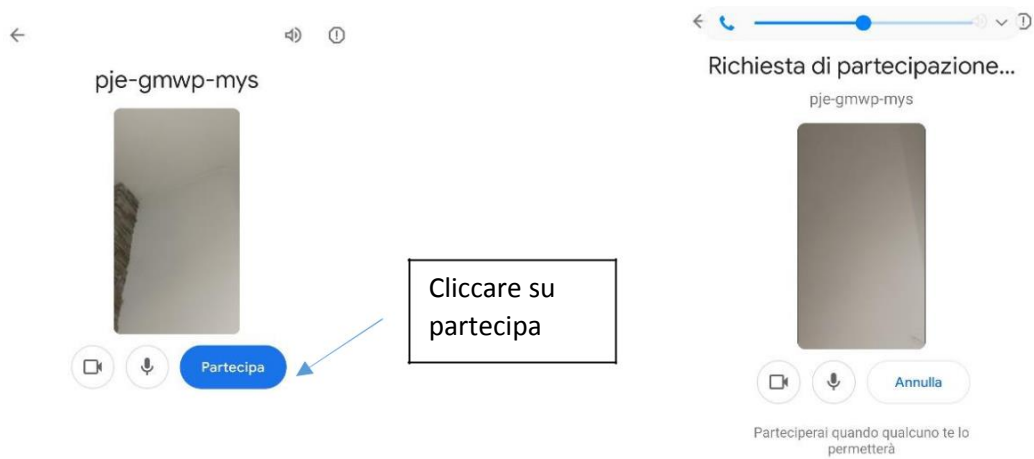 pje-gmwp-mys
Partecipa
Cliccare su
partecipa
Richiesta di partecipazione...
pje-gmwp-mys
Annulla
Parteciperai quando qualcuno te lo
permetterà